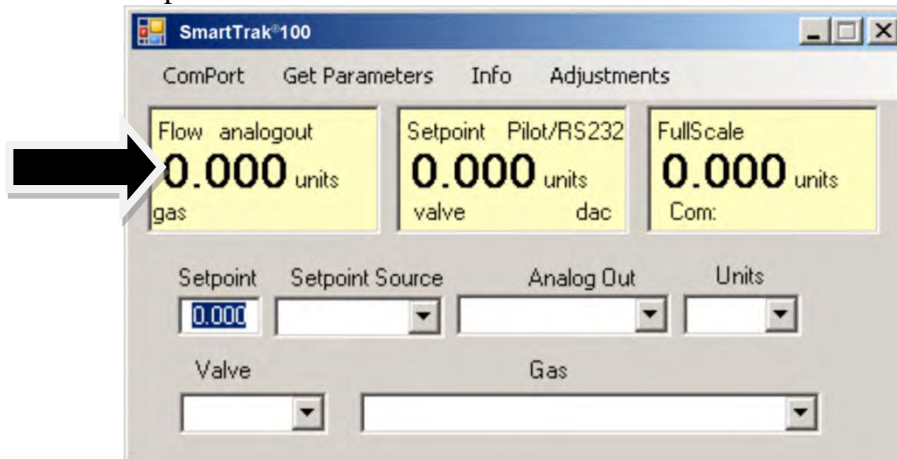 SmartTrak®100
ComPort Get Parameters Info Adjustments
Flow analogout
0.000 units
gas
Setpoint Pilot/RS232
0.000 units
valve dac
FullScale
0.000 units
Com:
Setpoint Setpoint Source Analog Out Units
0.000
Valve Gas